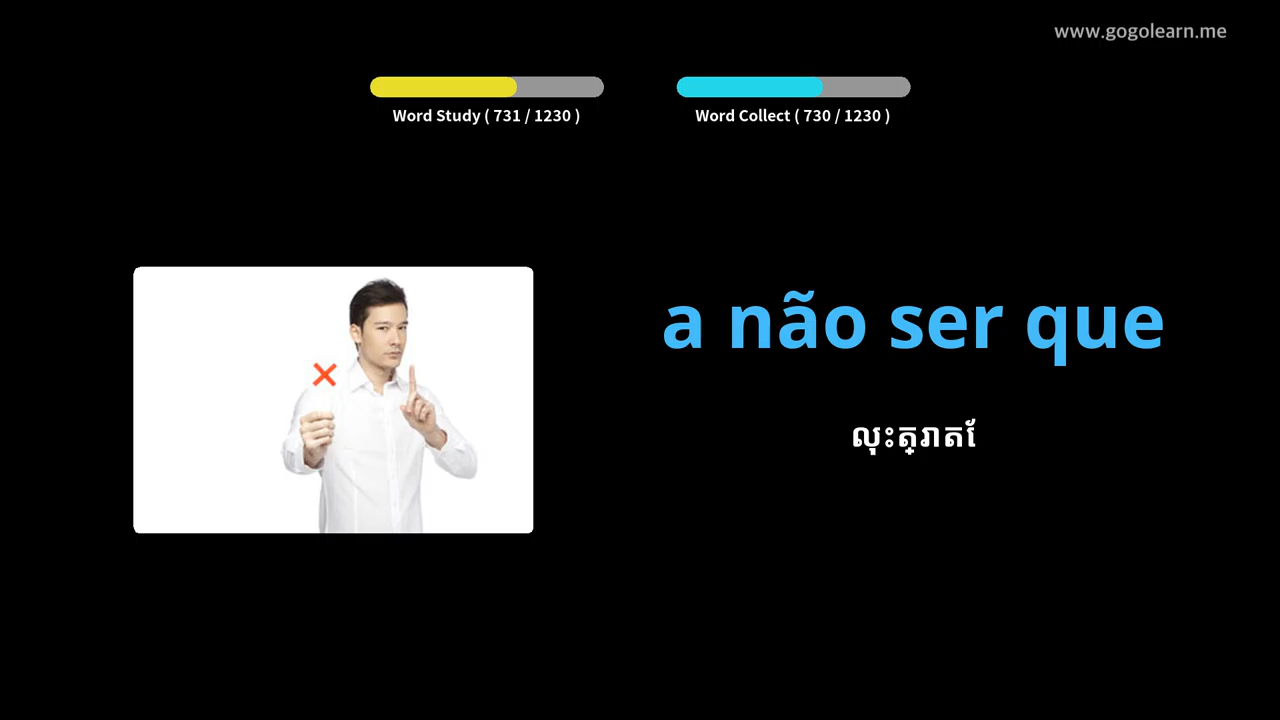 www.gogolearn.me
Word Study ( 731 / 1230 )
Word Collect ( 730 / 1230 )
a não ser que
លុះត្រាតែ